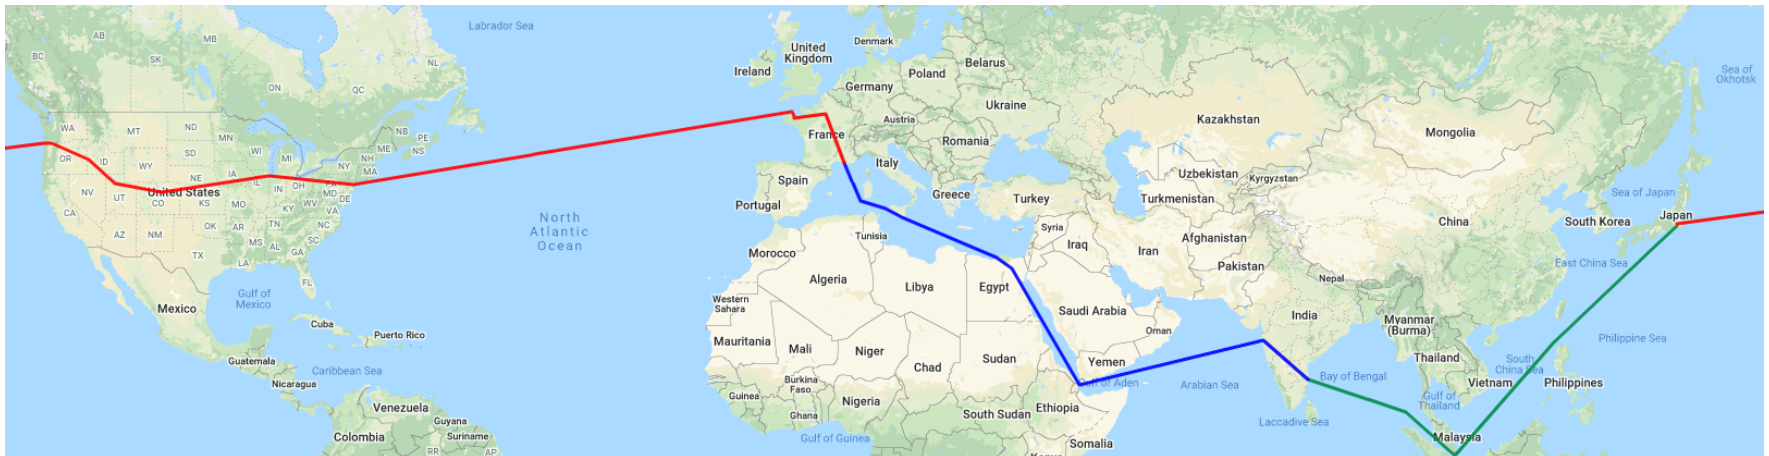 Labrador Sea
AB
MB
BC
SK
NL
ON
QC
WA
MT
ND
MN
NB
PE
ME
NS
OR
ID
SD
WI
MI
NY
NH
MA
WY
NE
IA
IL
IN
OH
PA
NV
UT
United States
CO
KS
MO
KY
WV
VA
MD
DE
CA
AZ
NM
OK
AR
TN
NC
MS
AL
SC
GA
TX
LA
FL
Gulf of
Mexico
Mexico
Cuba
Puerto Rico
Guatemala
Caribbean Sea
Nicaragua
Venezuela
Guyana
Colombia
Suriname
RR
AP
North
Atlantic
Ocean
United
Kingdom
Ireland
Denmark
Belarus
Poland
Germany
Ukraine
Austria
France
Romania
Italy
Spain
Portugal
Greece
Turkey
Tunisia
Syria
Iraq
Iran
Morocco
Algeria
Libya
Egypt
Western
Sahara
Saudi Arabia
Oman
Mauritania
Mali
Niger
Chad
Sudan
Yemen
Gulf of Aden
Burkina
Faso
Guinea
Nigeria
Ghana
South Sudan
Ethiopia
Gulf of Guinea
Somalia
Kenya
Kazakhstan
Mongolia
Uzbekistan
Kyrgyzstan
Turkmenistan
Afghanistan
Pakistan
China
Nepal
India
Arabian Sea
Bay of Bengal
Laccadive Sea
Myanmar
(Burma)
Thailand
Vietnam
Gulf of
Thailand
South
China Sea
Malaysia
Philippines
Philippine Sea
East China Sea
South Korea
Japan
Sea of Japan
Sea of
Okhotsk